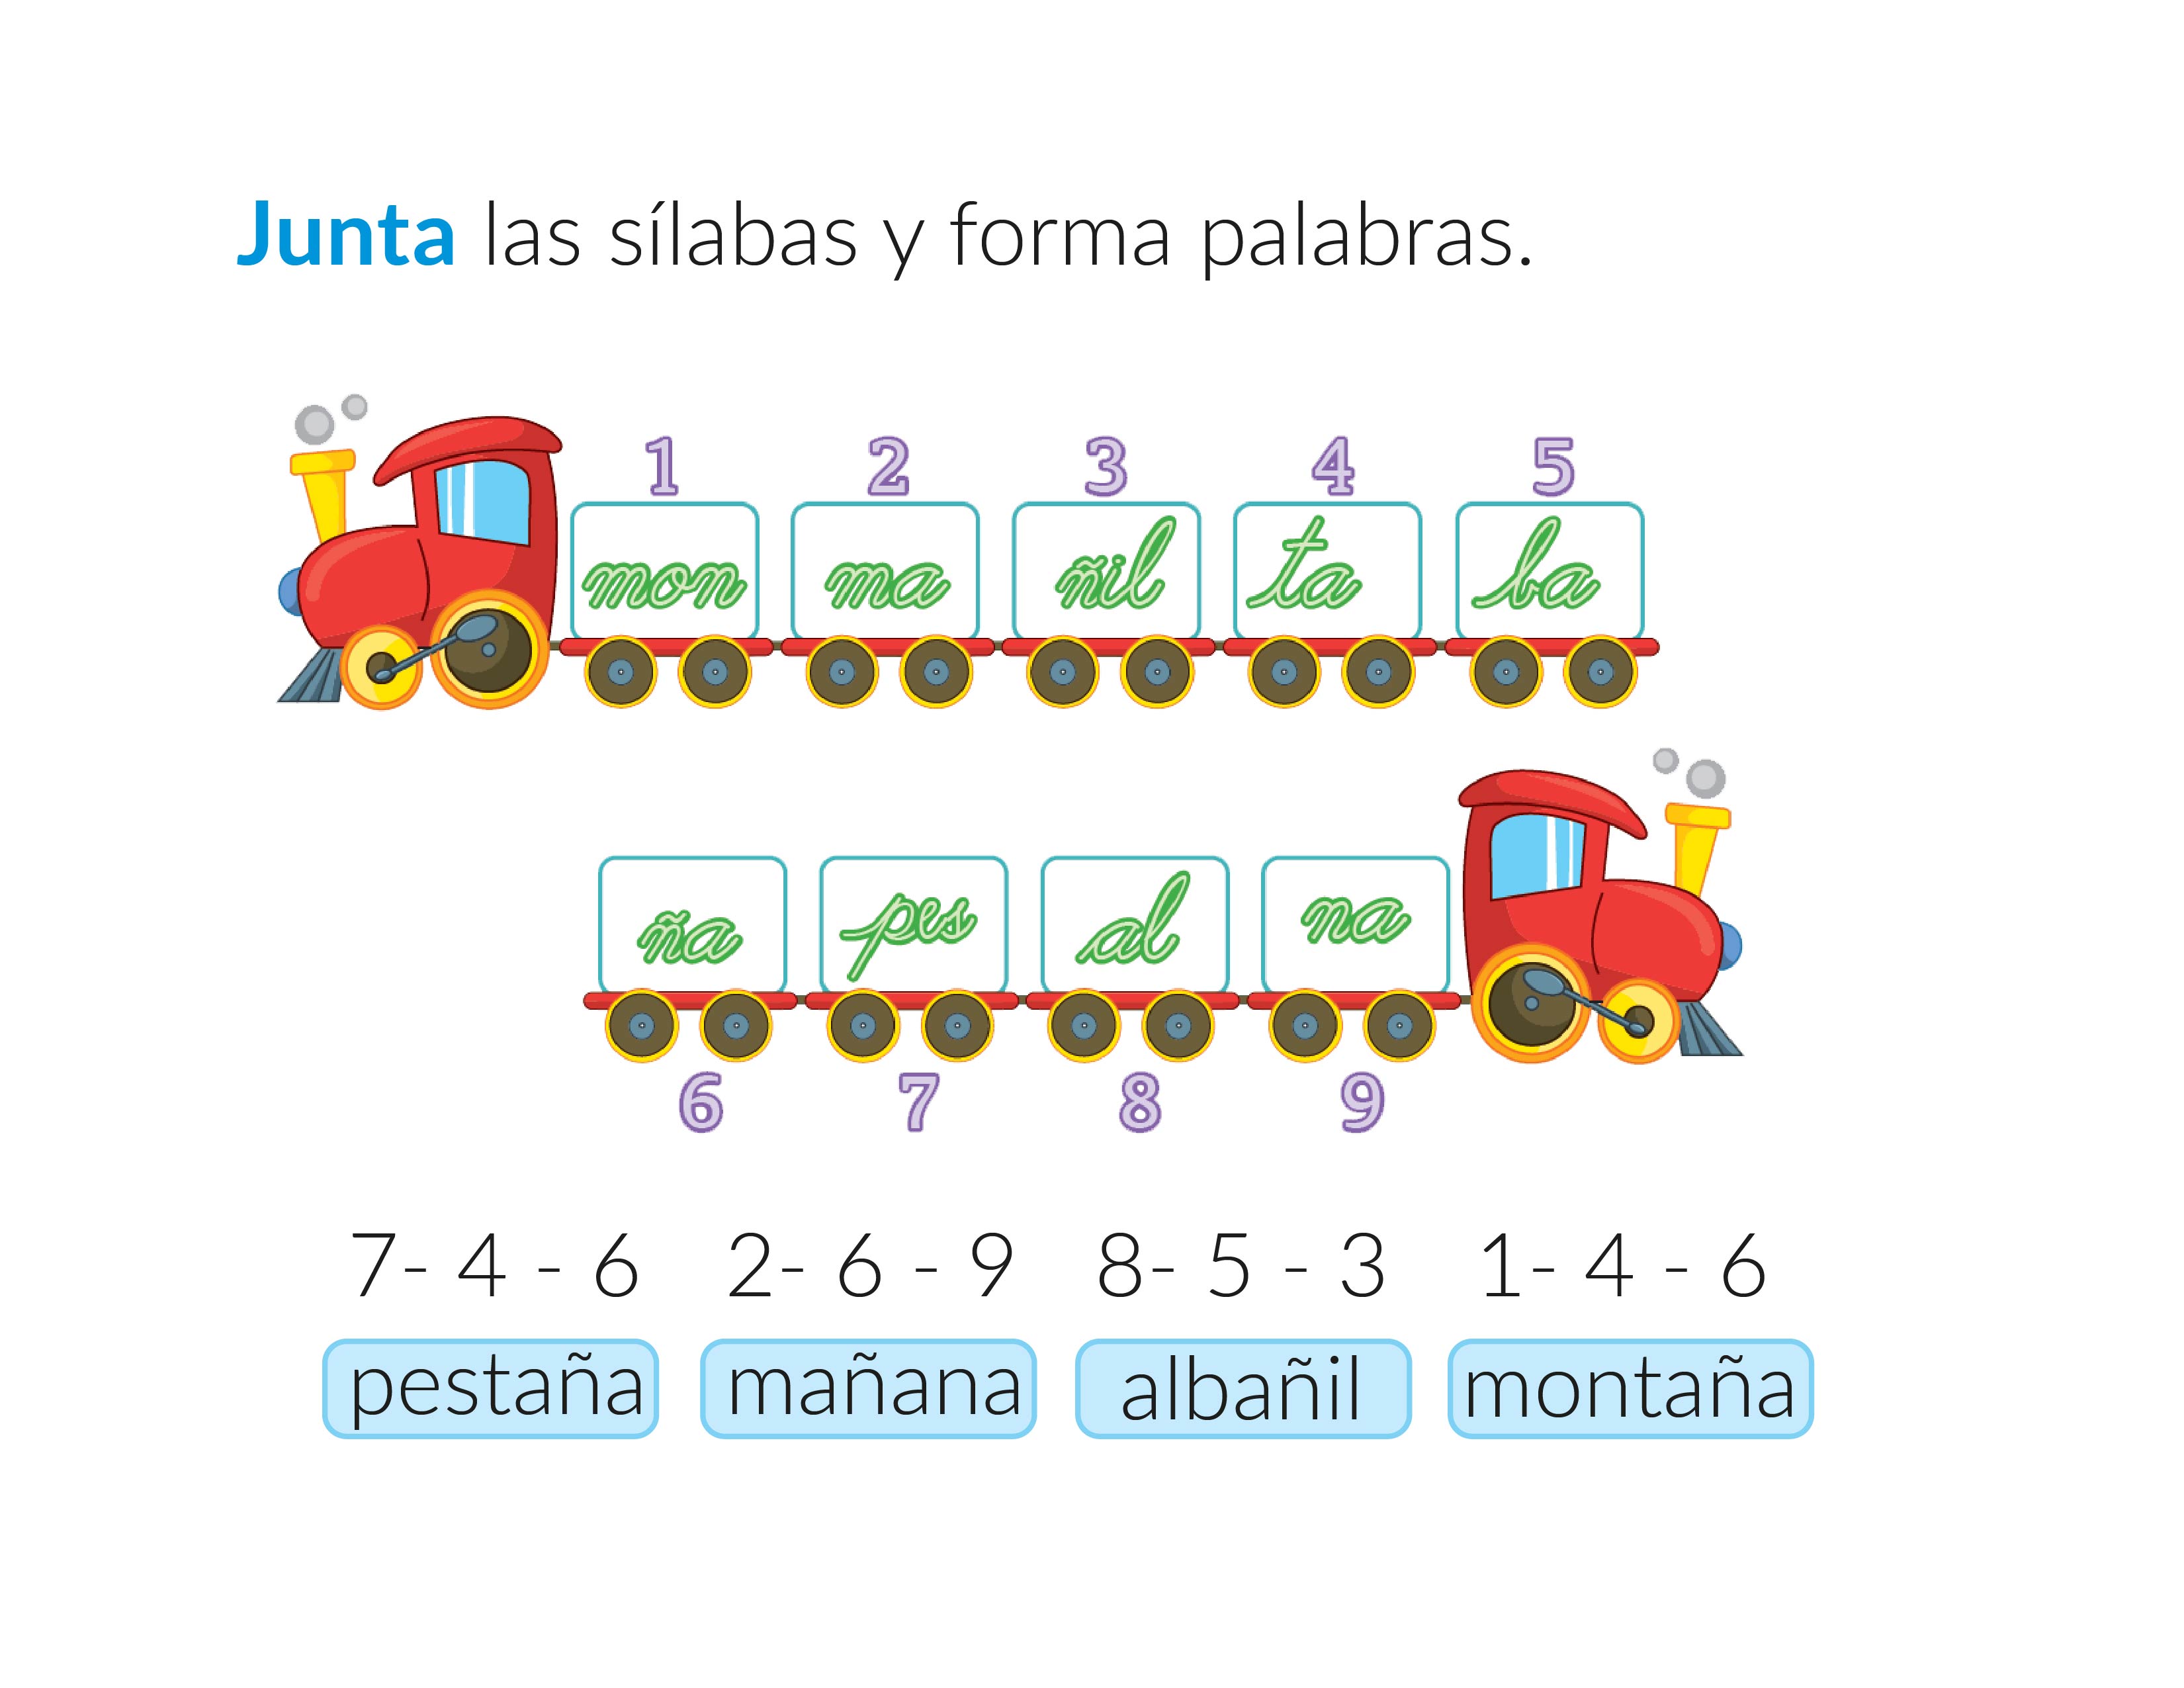 Junta las sílabas y forma palabras.
1 2 3 4 5
mon ma ñil ta ba
ña pes al na
6 7 8 9
7- 4 - 6 2- 6 - 9 8- 5 - 3 1- 4 - 6
pestaña mañana albañil montaña